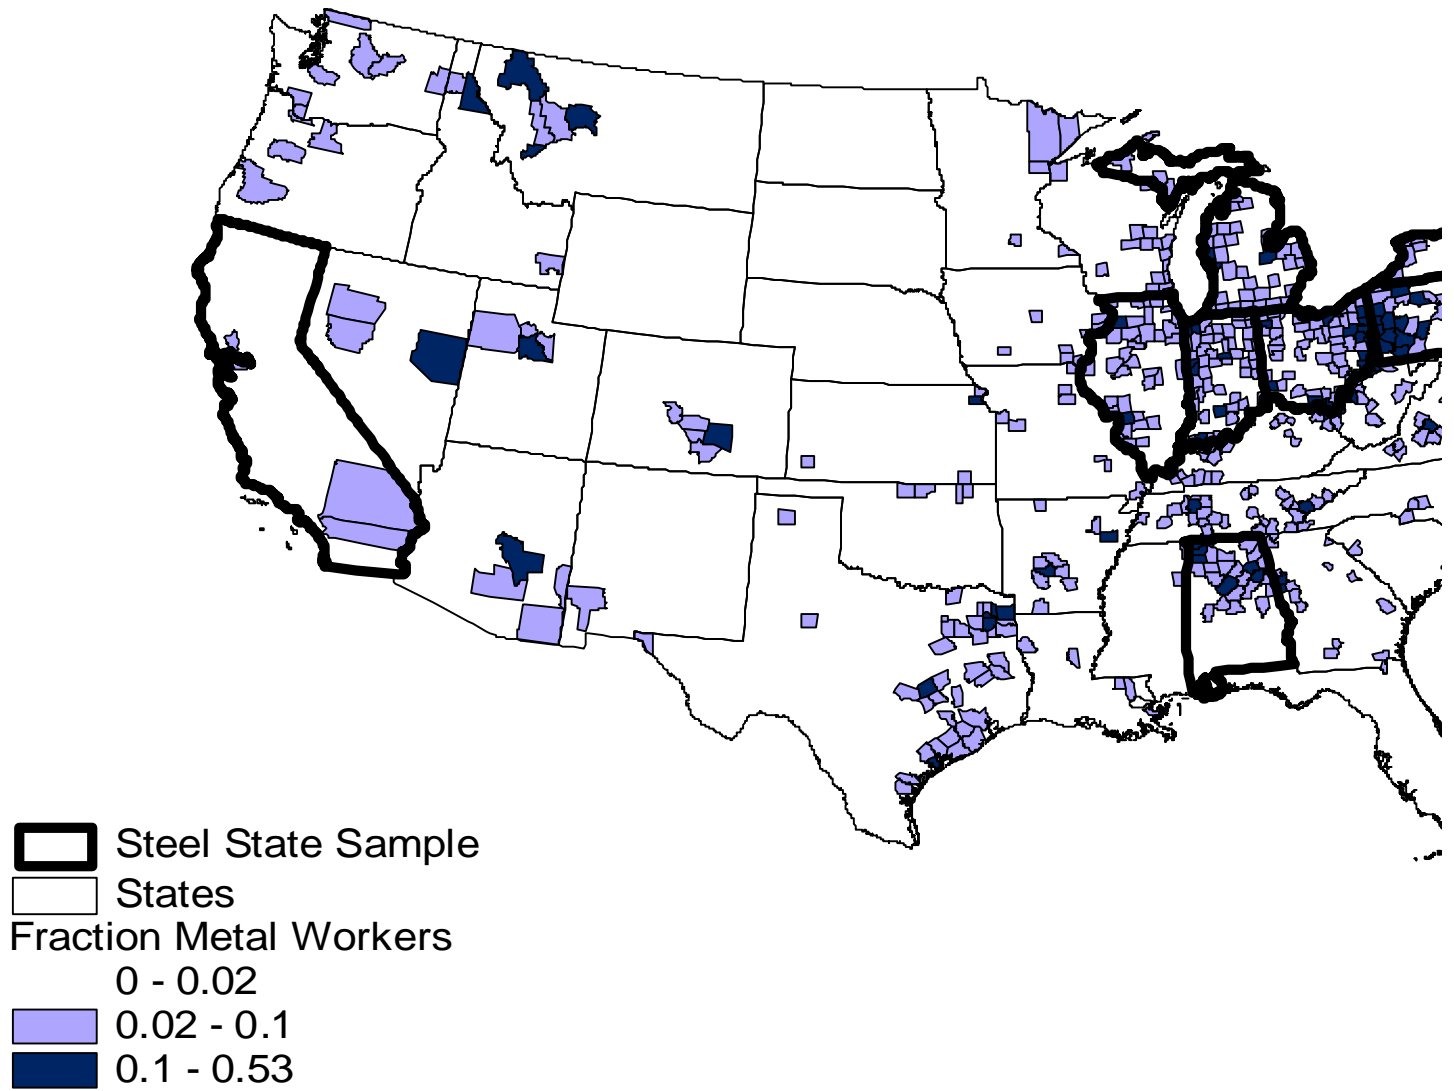 Steel State Sample
States
Fraction Metal Workers
0 - 0.02
0.02 - 0.1
0.1 - 0.53